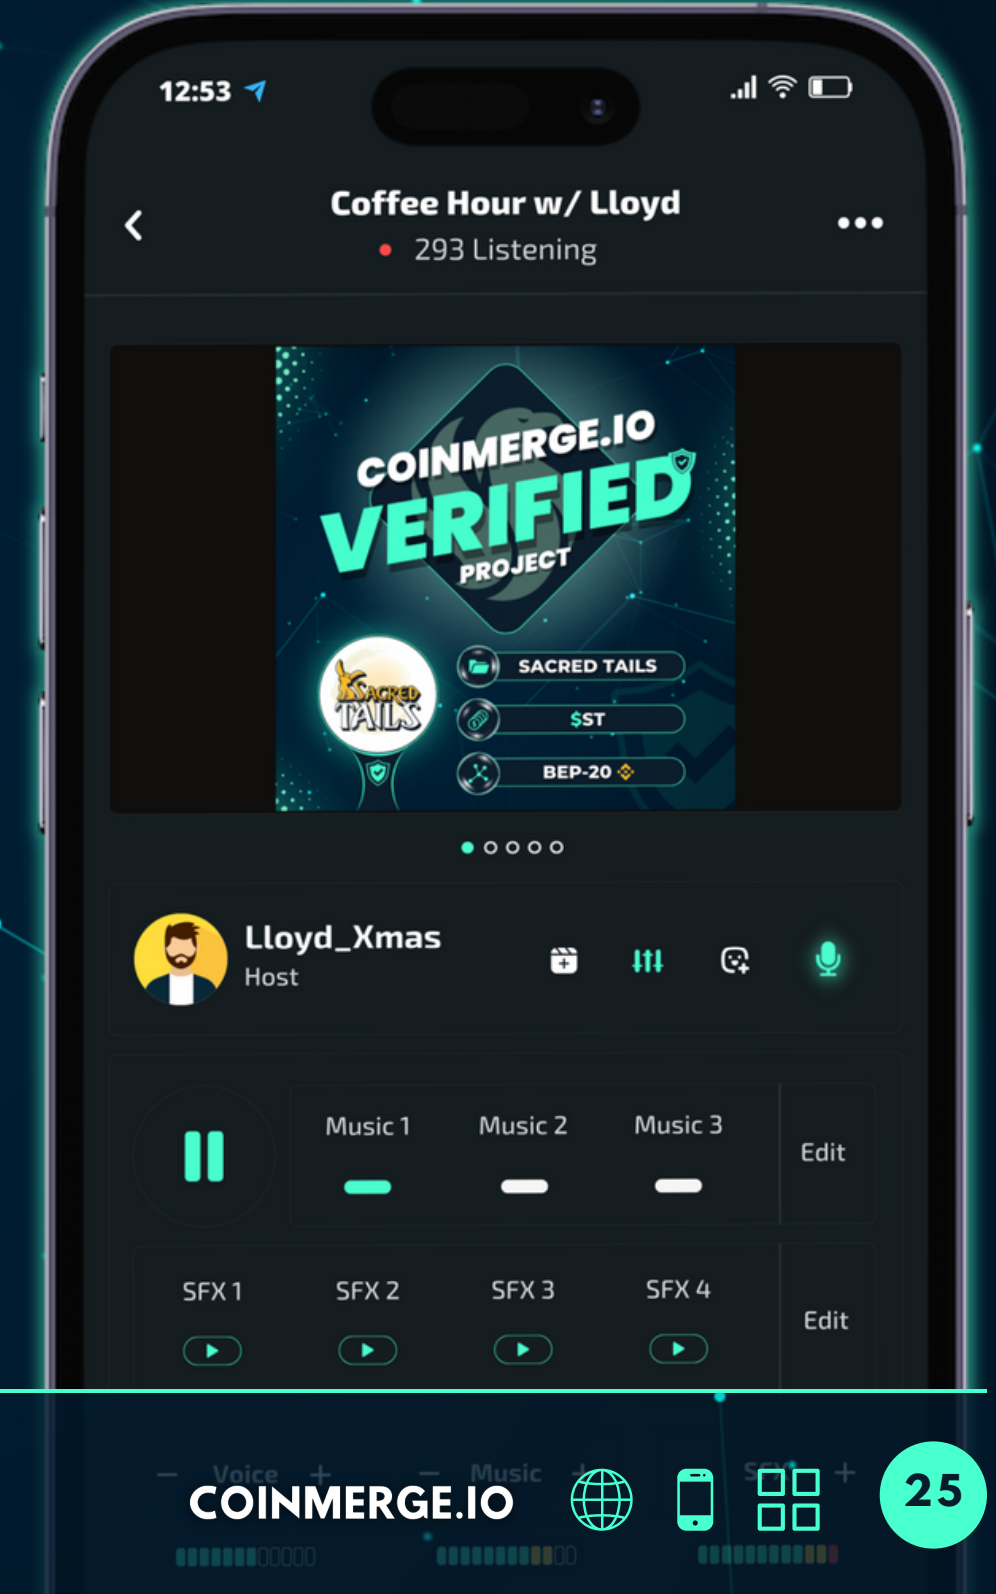 12:53
Coffee Hour w/ Lloyd
293 Listening
COINMERGE.IO
VERIFIED
PROJECT
SACRED TAILS
SACRED
TAILS
$ST
BEP-20
Lloyd_Xmas
Host
Music 1 Music 2 Music 3
Edit
SFX 1 SFX 2 SFX 3 SFX 4
Edit
− Voice + − Music + SFX +
COINMERGE.IO
25